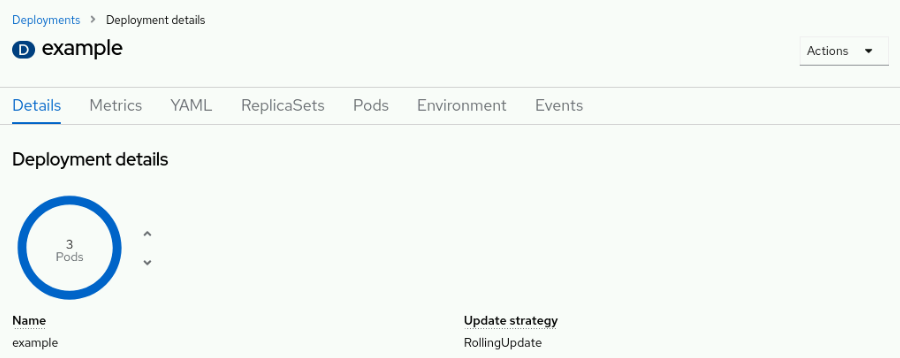 Deployments > Deployment details
D example
Actions
Details Metrics YAML ReplicaSets Pods Environment Events
Deployment details
3
Pods
Name Update strategy
example RollingUpdate